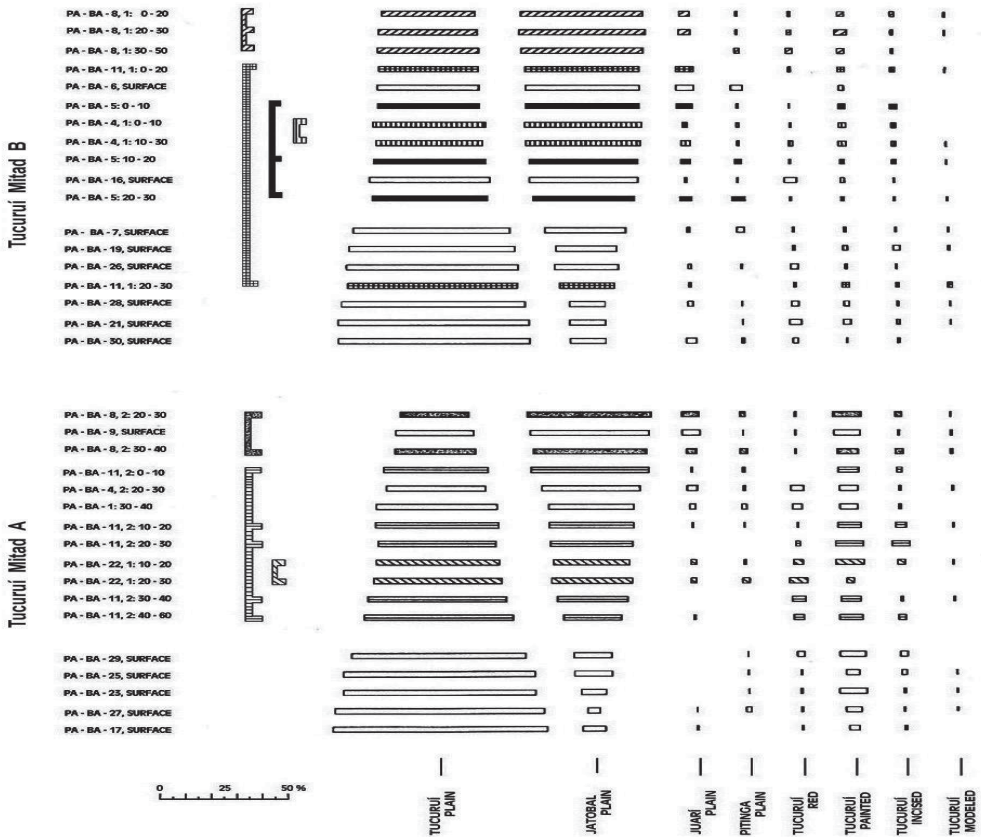 Tucuruí Mitad B
PA - BA - 8, 1: 0 - 20
PA - BA - 8, 1: 20 - 30
PA - BA - 8, 1: 30 - 50
PA - BA - 11, 1: 0 - 20
PA - BA - 6, SURFACE
PA - BA - 5: 0 - 10
PA - BA - 4, 1: 0 - 10
PA - BA - 4, 1: 10 - 30
PA - BA - 5: 10 - 20
PA - BA - 16, SURFACE
PA - BA - 5: 20 - 30
PA - BA - 7, SURFACE
PA - BA - 19, SURFACE
PA - BA - 26, SURFACE
PA - BA - 11, 1: 20 - 30
PA - BA - 28, SURFACE
PA - BA - 21, SURFACE
PA - BA - 30, SURFACE
Tucuruí Mitad A
PA - BA - 8, 2: 20 - 30
PA - BA - 9, SURFACE
PA - BA - 8, 2: 30 - 40
PA - BA - 11, 2: 0 - 10
PA - BA - 4, 2: 20 - 30
PA - BA - 1: 30 - 40
PA - BA - 11, 2: 10 - 20
PA - BA - 11, 2: 20 - 30
PA - BA - 22, 1: 10 - 20
PA - BA - 22, 1: 20 - 30
PA - BA - 11, 2: 30 - 40
PA - BA - 11, 2: 40 - 60
PA - BA - 29, SURFACE
PA - BA - 25, SURFACE
PA - BA - 23, SURFACE
PA - BA - 27, SURFACE
PA - BA - 17, SURFACE
0 25 50 %
TUCURUÍ
PLAIN
JATOBAL
PLAIN
JUARÍ
PLAIN
PITINGA
PLAIN
TUCURUÍ
RED
TUCURUÍ
PAINTED
TUCURUÍ
INCISED
TUCURUÍ
MODELED